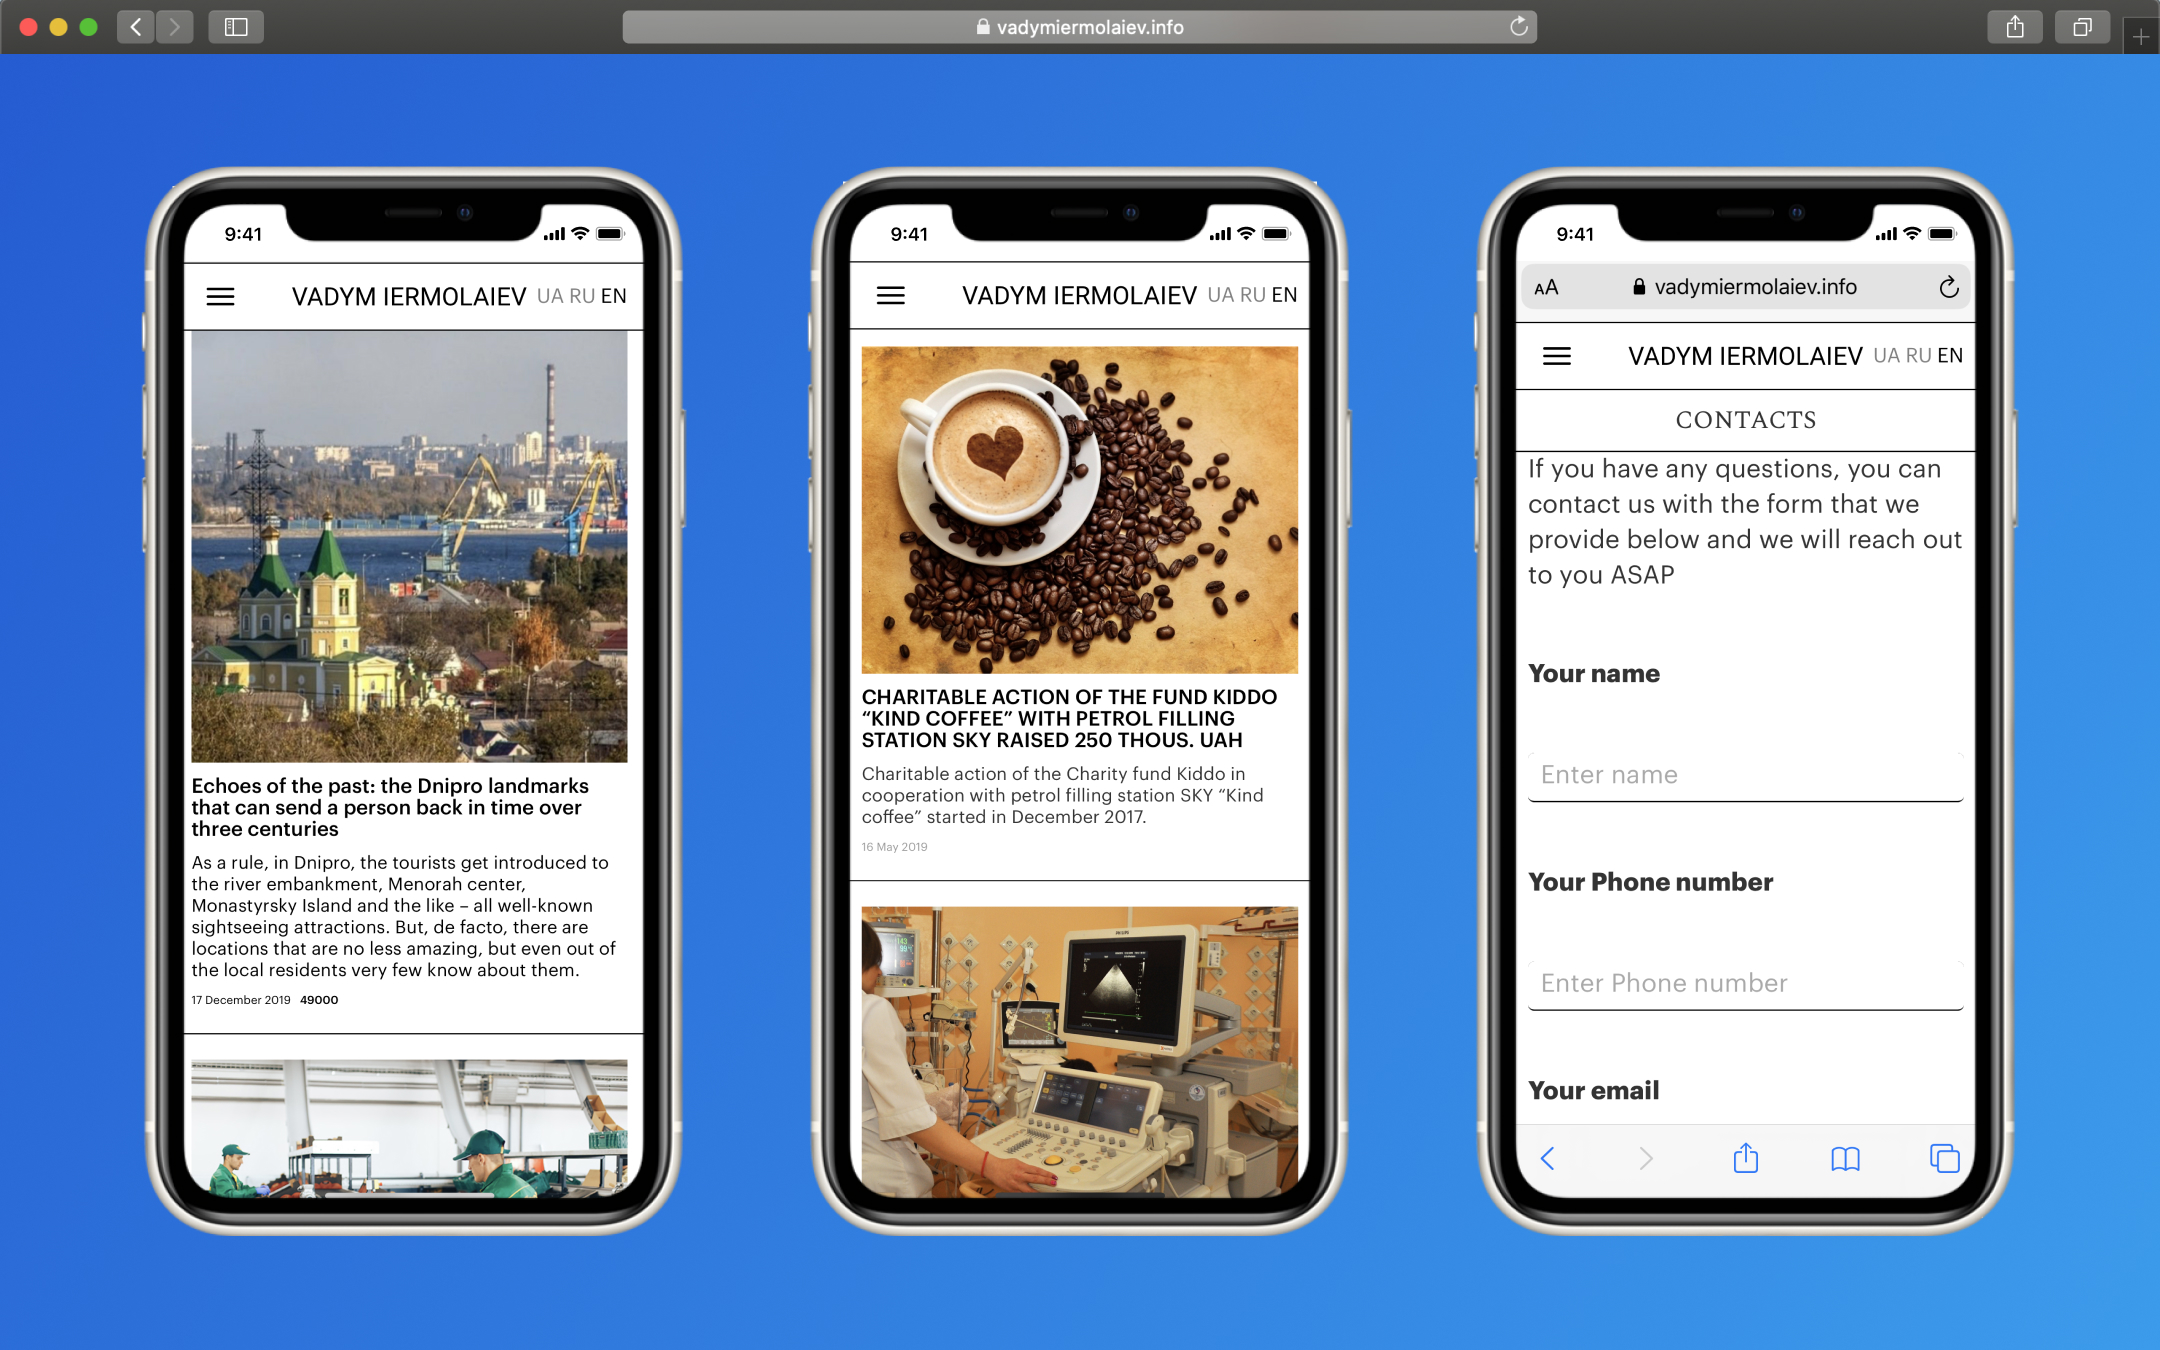 vadymiermolaiev.info
9:41
VADYM IERMOLAIEV UA RU EN
Echoes of the past: the Dnipro landmarks
that can send a person back in time over
three centuries
As a rule, in Dnipro, the tourists get introduced to
the river embankment, Menorah center,
Monastyrsky Island and the like – all well-known
sightseeing attractions. But, de facto, there are
locations that are no less amazing, but even out of
the local residents very few know about them.
17 December 2019 49000
9:41
VADYM IERMOLAIEV UA RU EN
CHARITABLE ACTION OF THE FUND KIDDO
“KIND COFFEE” WITH PETROL FILLING
STATION SKY RAISED 250 THOUS. UAH
Charitable action of the Charity fund Kiddo in
cooperation with petrol filling station SKY “Kind
coffee” started in December 2017.
16 May 2019
PHILIPS
9:41
AA vadymiermolaiev.info
VADYM IERMOLAIEV UA RU EN
CONTACTS
If you have any questions, you can
contact us with the form that we
provide below and we will reach out
to you ASAP
Your name
Enter name
Your Phone number
Enter Phone number
Your email